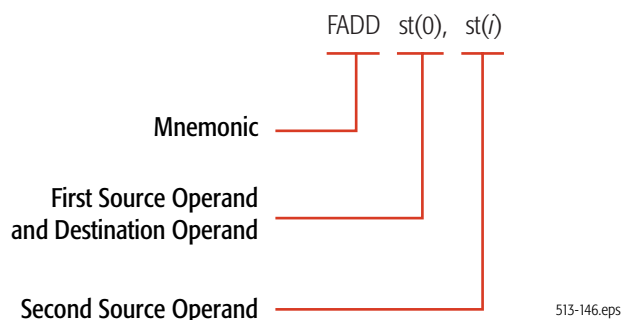 FADD st(0), st(i)
Mnemonic
First Source Operand
and Destination Operand
Second Source Operand
513-146.eps